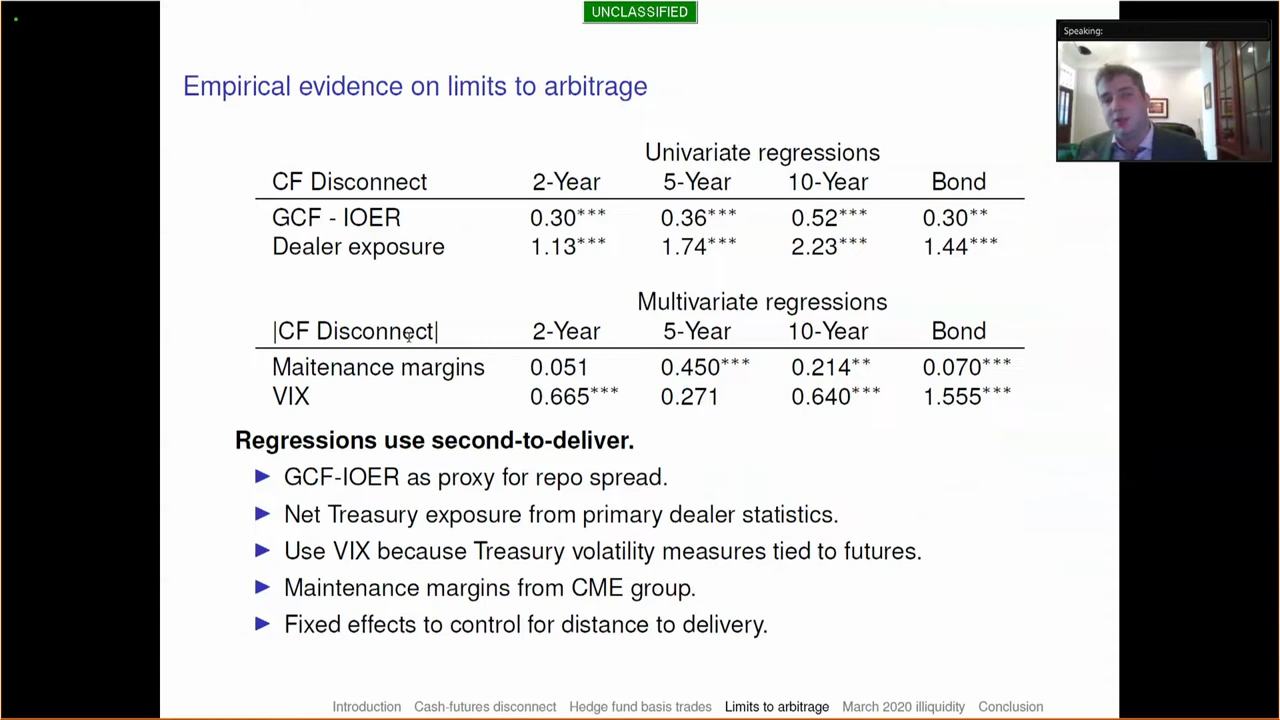 UNCLASSIFIED
Speaking:
Empirical evidence on limits to arbitrage
Univariate regressions
CF Disconnect 2-Year 5-Year 10-Year Bond
GCF - IOER 0.30*** 0.36*** 0.52*** 0.30**
Dealer exposure 1.13*** 1.74*** 2.23*** 1.44***
Multivariate regressions
|CF Disconnect| 2-Year 5-Year 10-Year Bond
Maitenance margins 0.051 0.450*** 0.214** 0.070***
VIX 0.665*** 0.271 0.640*** 1.555***
Regressions use second-to-deliver.
▶ GCF-IOER as proxy for repo spread.
▶ Net Treasury exposure from primary dealer statistics.
▶ Use VIX because Treasury volatility measures tied to futures.
▶ Maintenance margins from CME group.
▶ Fixed effects to control for distance to delivery.
Introduction Cash-futures disconnect Hedge fund basis trades Limits to arbitrage March 2020 illiquidity Conclusion